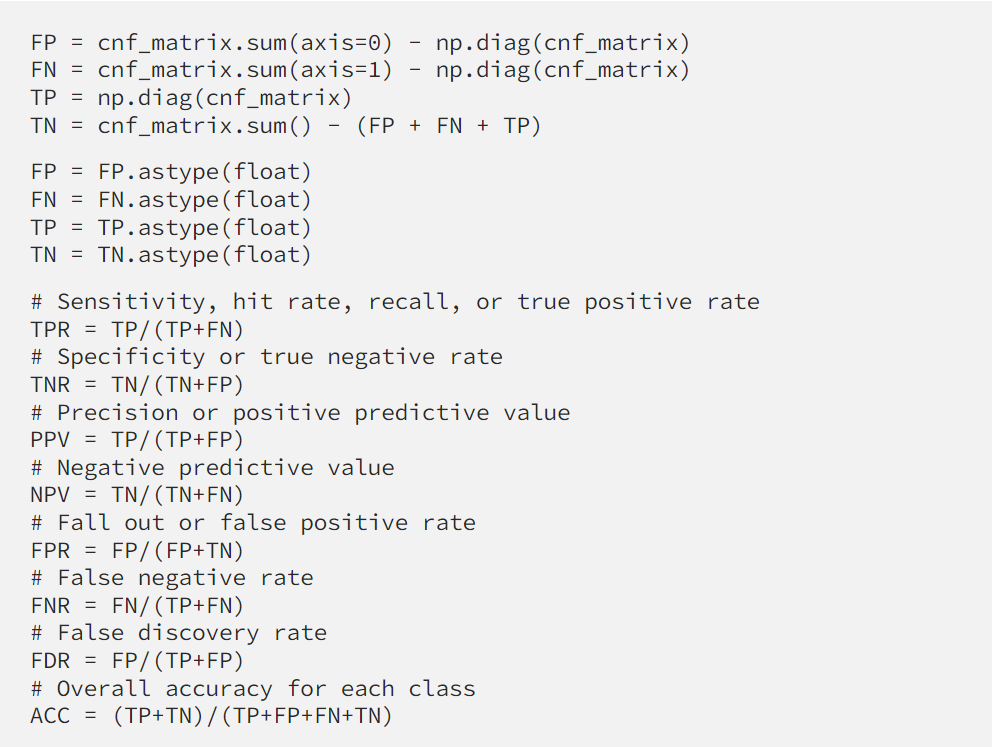 FP = cnf_matrix.sum(axis=0) - np.diag(cnf_matrix)
FN = cnf_matrix.sum(axis=1) - np.diag(cnf_matrix)
TP = np.diag(cnf_matrix)
TN = cnf_matrix.sum() - (FP + FN + TP)
FP = FP.astype(float)
FN = FN.astype(float)
TP = TP.astype(float)
TN = TN.astype(float)
# Sensitivity, hit rate, recall, or true positive rate
TPR = TP/(TP+FN)
# Specificity or true negative rate
TNR = TN/(TN+FP)
# Precision or positive predictive value
PPV = TP/(TP+FP)
# Negative predictive value
NPV = TN/(TN+FN)
# Fall out or false positive rate
FPR = FP/(FP+TN)
# False negative rate
FNR = FN/(TP+FN)
# False discovery rate
FDR = FP/(TP+FP)
# Overall accuracy for each class
ACC = (TP+TN)/(TP+FP+FN+TN)